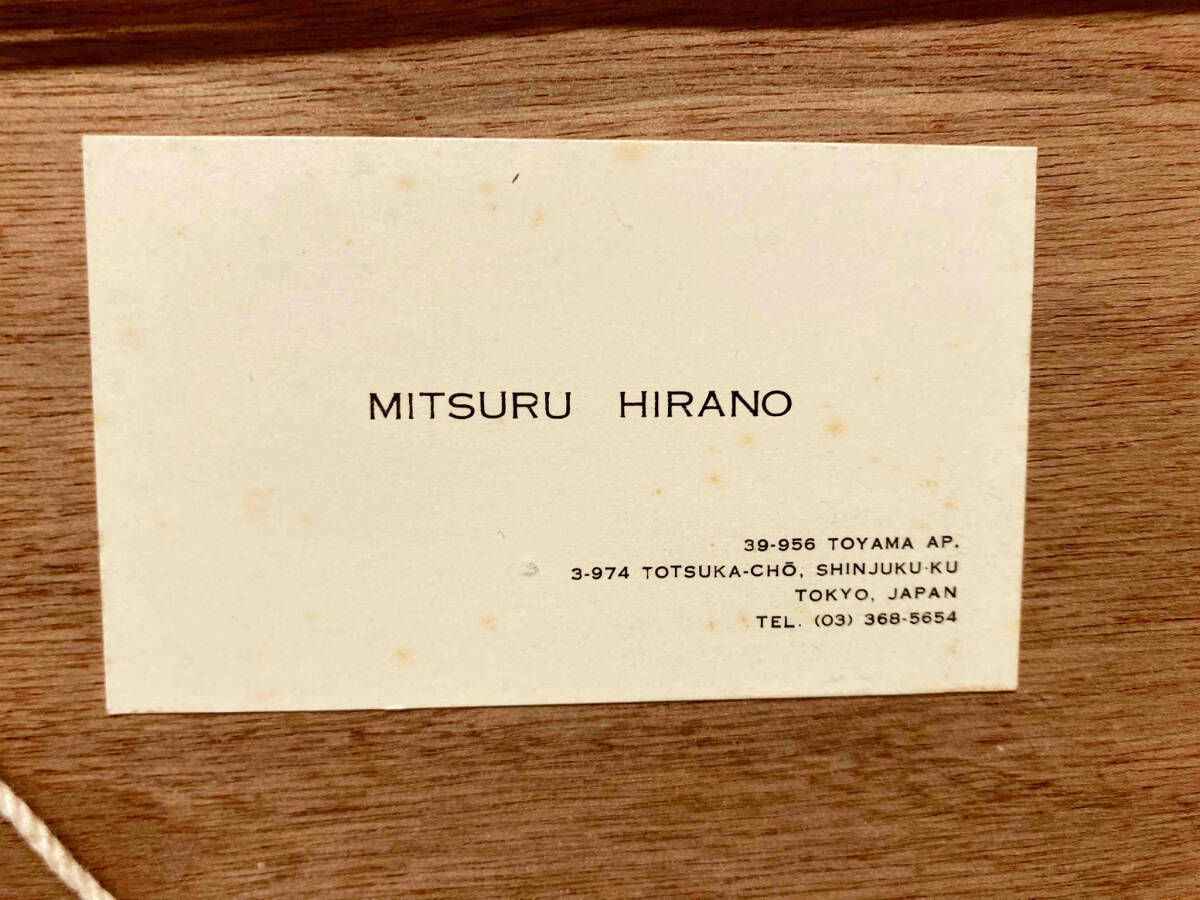 MITSURU HIRANO
39-956 TOYAMA AP.
3-974 TOTSUKA-CHŌ, SHINJUKU-KU
TOKYO, JAPAN
TEL. (03) 368-5654